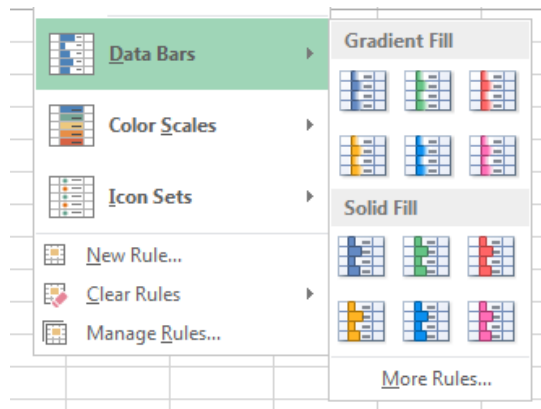 Data Bars
Color Scales
Icon Sets
New Rule...
Clear Rules
Manage Rules...
Gradient Fill
Solid Fill
More Rules...